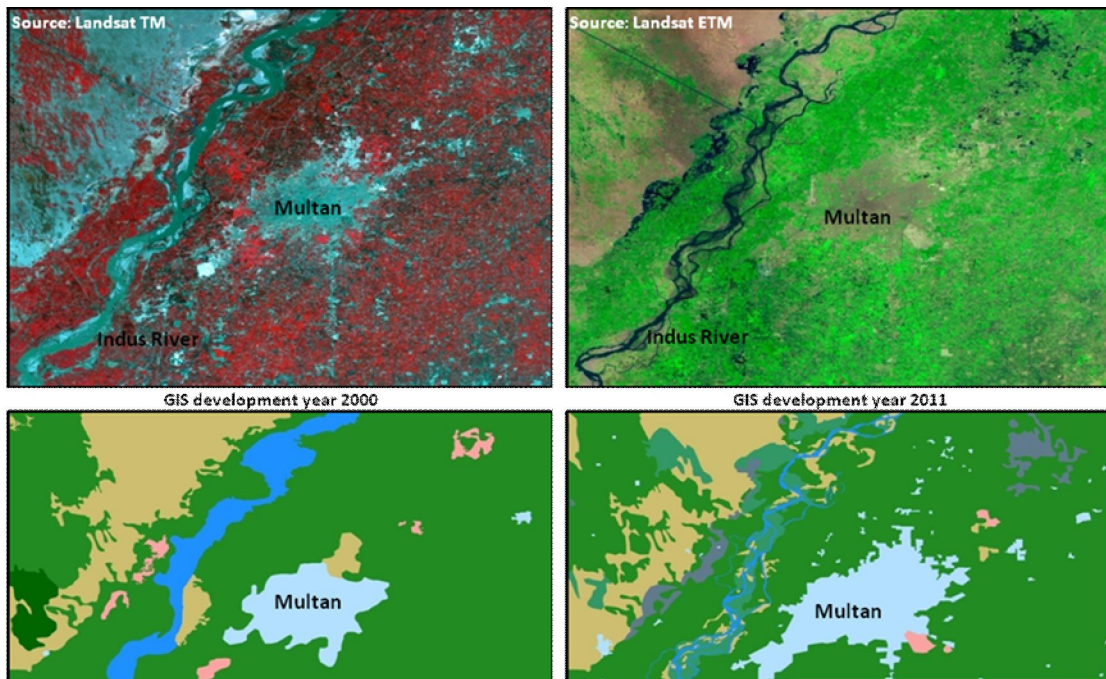 Source: Landsat TM
Source: Landsat ETM
Multan
Multan
Indus River
Indus River
GIS development year 2000
GIS development year 2011
Multan
Multan